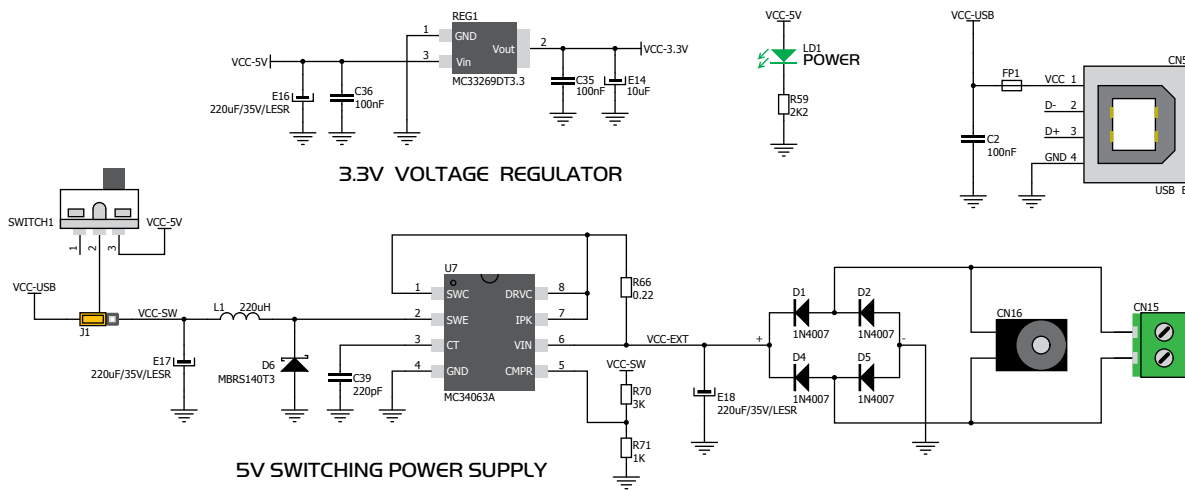 REG1
1 GND
Vout 2
3 Vin
VCC-5V
VCC-3.3V
MC33269DT3.3
E16
220uF/35V/LESR
C36
100nF
C35
100nF
E14
10uF
3.3V VOLTAGE REGULATOR
VCC-5V
LD1
POWER
R59
2K2
VCC-USB
FP1
C2
100nF
CN5
VCC 1
D- 2
D+ 3
GND 4
USB B
SWITCH1
1 2 3
VCC-5V
VCC-USB
J1
VCC-SW
L1 220uH
E17
220uF/35V/LESR
D6
MBRS140T3
C39
220pF
U7
1 SWC DRVC 8
2 SWE IPK 7
3 CT VIN 6
4 GND CMPR 5
MC34063A
R66
0.22
VCC-EXT
VCC-SW
R70
3K
R71
1K
E18
220uF/35V/LESR
+
-
D1
1N4007
D2
1N4007
D4
1N4007
D5
1N4007
CN16
CN15
5V SWITCHING POWER SUPPLY